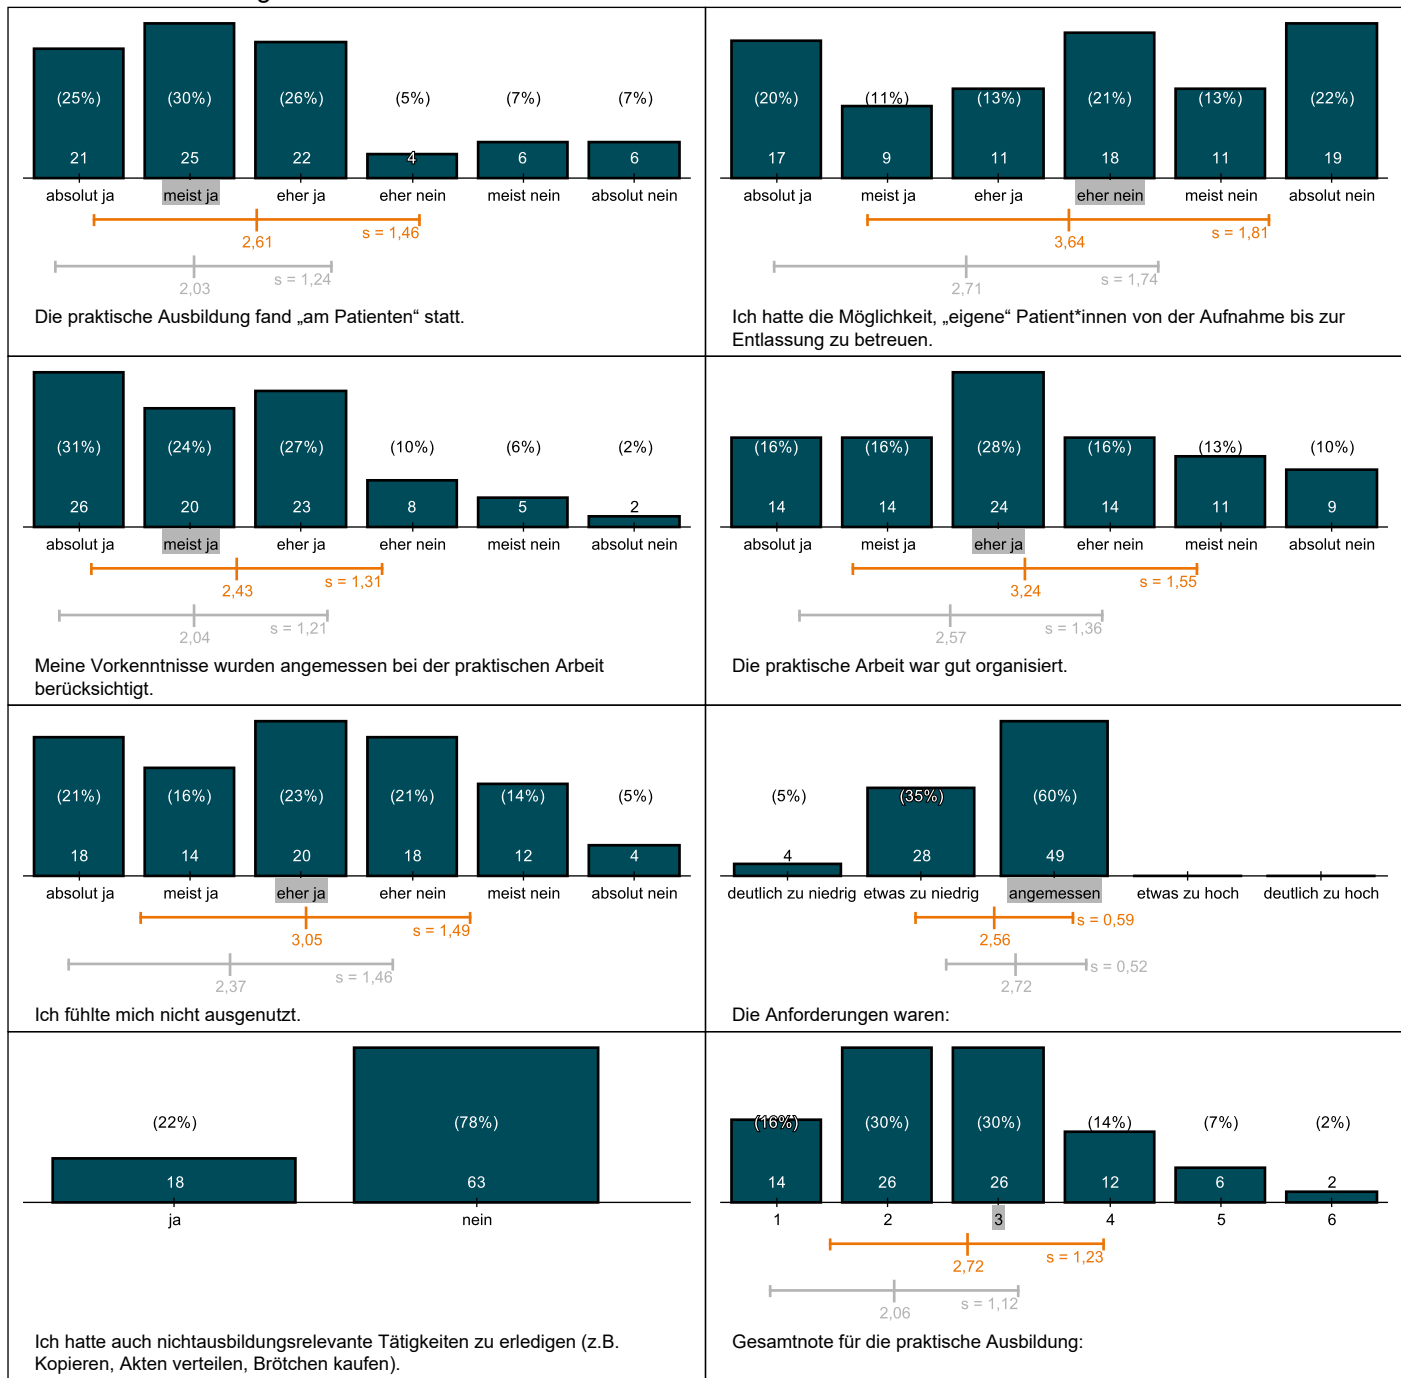 (25%) (30%) (26%) (5%) (7%) (7%)
21 25 22 4 6 6
absolut ja meist ja eher ja eher nein meist nein absolut nein
s = 1,46
2,61
s = 1,24
2,03
Die praktische Ausbildung fand „am Patienten“ statt.
(20%) (11%) (13%) (21%) (13%) (22%)
17 9 11 18 11 19
absolut ja meist ja eher ja eher nein meist nein absolut nein
s = 1,81
3,64
s = 1,74
2,71
Ich hatte die Möglichkeit, „eigene“ Patient*innen von der Aufnahme bis zur
Entlassung zu betreuen.
(31%) (24%) (27%) (10%) (6%) (2%)
26 20 23 8 5 2
absolut ja meist ja eher ja eher nein meist nein absolut nein
s = 1,31
2,43
s = 1,21
2,04
Meine Vorkenntnisse wurden angemessen bei der praktischen Arbeit
berücksichtigt.
(16%) (16%) (28%) (16%) (13%) (10%)
14 14 24 14 11 9
absolut ja meist ja eher ja eher nein meist nein absolut nein
s = 1,55
3,24
s = 1,36
2,57
Die praktische Arbeit war gut organisiert.
(21%) (16%) (23%) (21%) (14%) (5%)
18 14 20 18 12 4
absolut ja meist ja eher ja eher nein meist nein absolut nein
s = 1,49
3,05
s = 1,46
2,37
Ich fühlte mich nicht ausgenutzt.
(5%) (35%) (60%)
4 28 49
deutlich zu niedrig etwas zu niedrig angemessen etwas zu hoch deutlich zu hoch
s = 0,59
2,56
s = 0,52
2,72
Die Anforderungen waren:
(22%) (78%)
18 63
ja nein
Ich hatte auch nichtausbildungsrelevante Tätigkeiten zu erledigen (z.B.
Kopieren, Akten verteilen, Brötchen kaufen).
(16%) (30%) (30%) (14%) (7%) (2%)
14 26 26 12 6 2
1 2 3 4 5 6
s = 1,23
2,72
s = 1,12
2,06
Gesamtnote für die praktische Ausbildung: